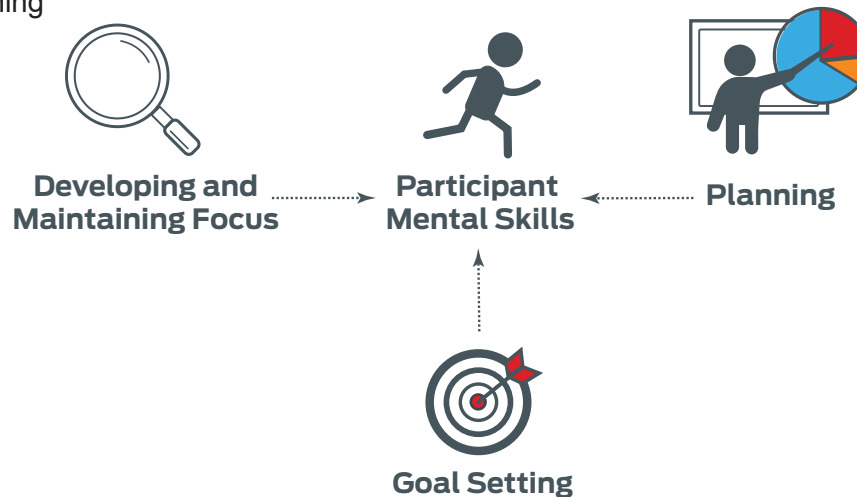 Developing and
Maintaining Focus
Participant
Mental Skills
Planning
Goal Setting